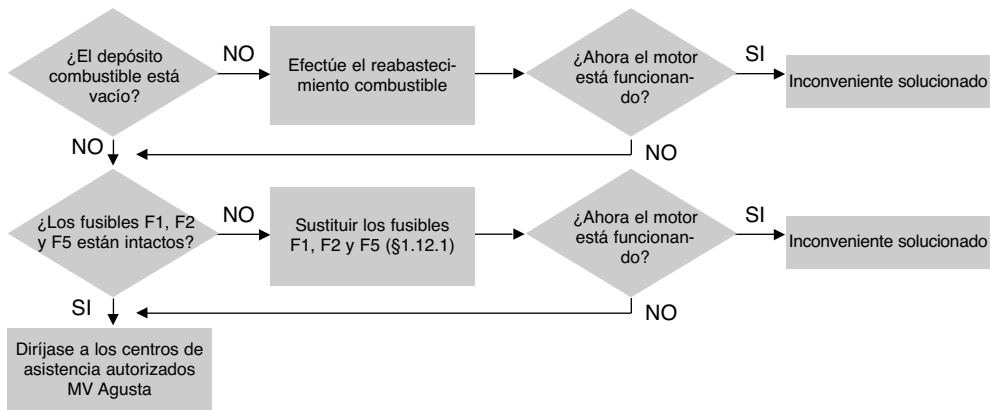 ¿El depósito
combustible está
vacío?
NO
Efectúe el reabasteci-
miento combustible
¿Ahora el motor
está funcionan-
do?
SI
Inconveniente solucionado
NO
NO
¿Los fusibles F1, F2
y F5 están intactos?
NO
Sustituir los fusibles
F1, F2 y F5 (§1.12.1)
¿Ahora el motor
está funcionan-
do?
SI
Inconveniente solucionado
SI
NO
Diríjase a los centros de
asistencia autorizados
MV Agusta